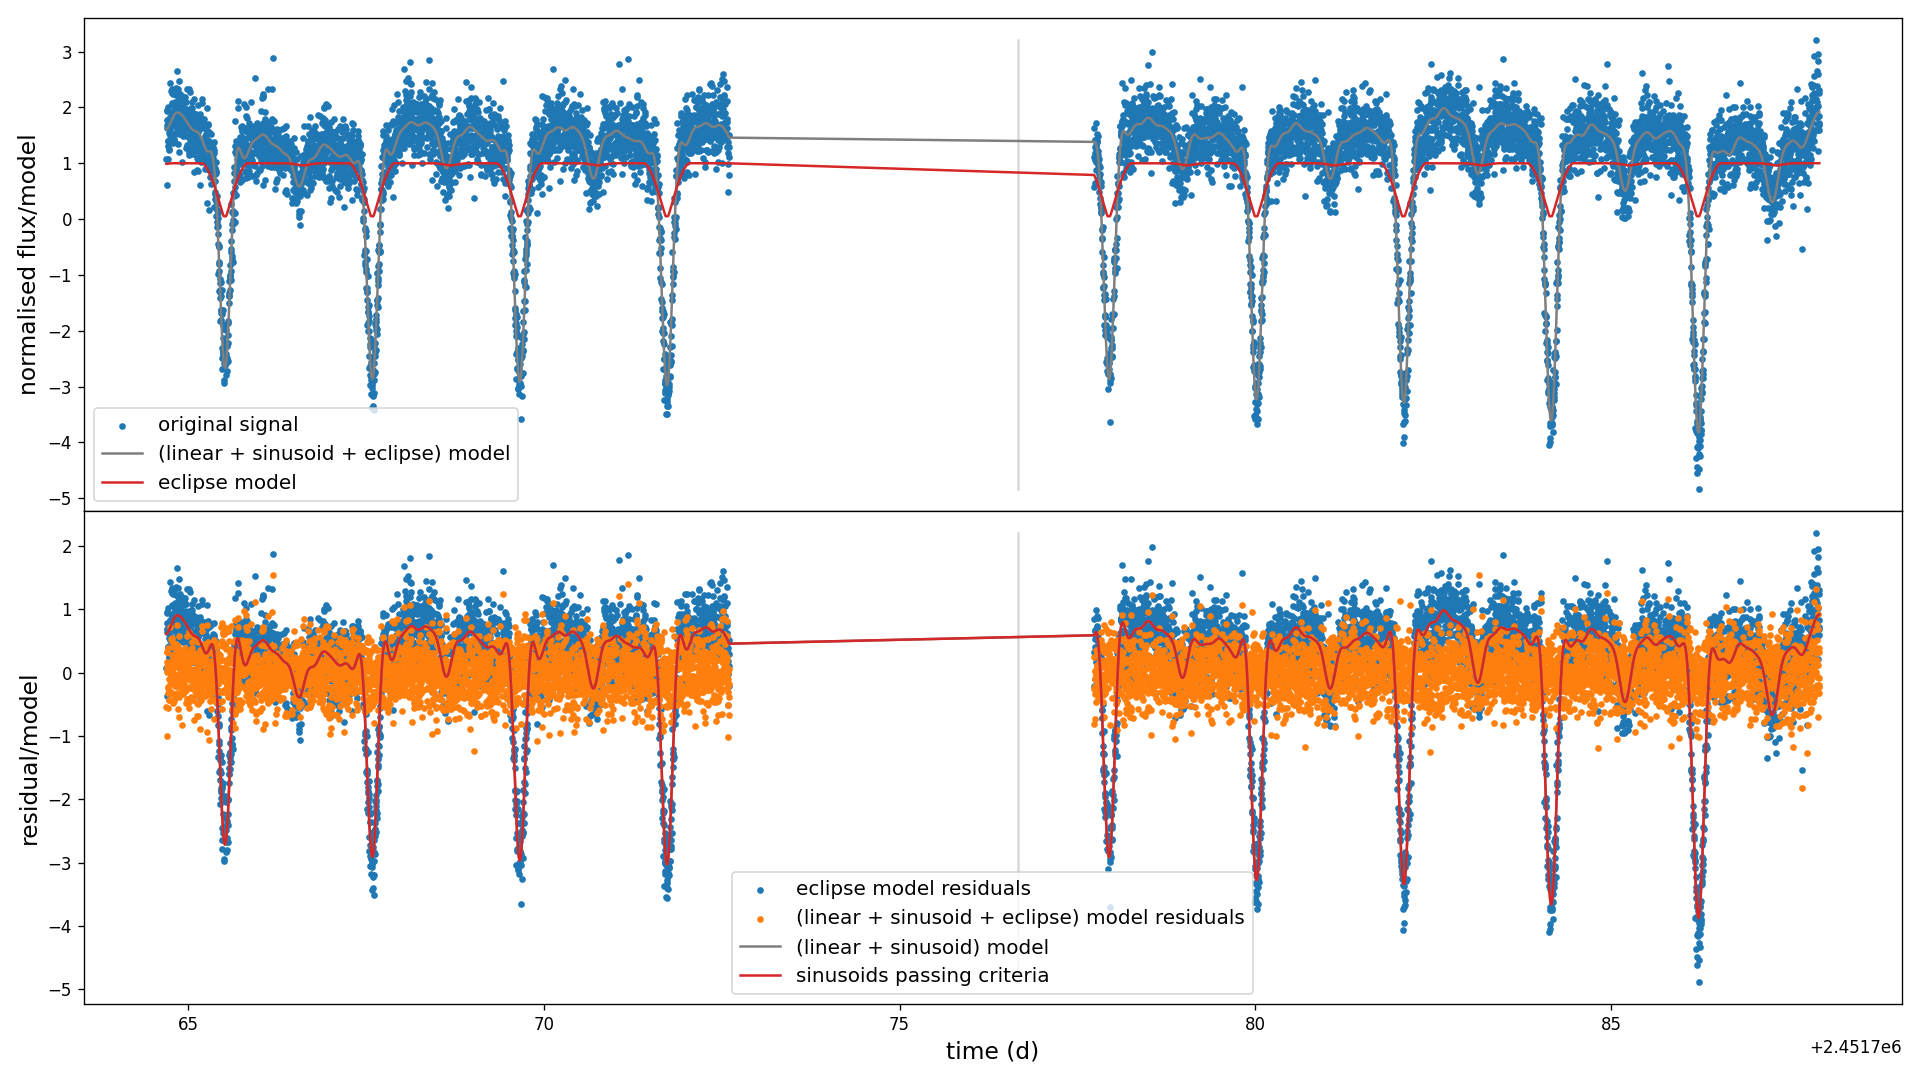 normalised flux/model
3
2
1
0
−1
−2
−3
−4
−5
original signal
(linear + sinusoid + eclipse) model
eclipse model
residual/model
2
1
0
−1
−2
−3
−4
−5
eclipse model residuals
(linear + sinusoid + eclipse) model residuals
(linear + sinusoid) model
sinusoids passing criteria
65
70
75
80
85
time (d)
+2.4517e6